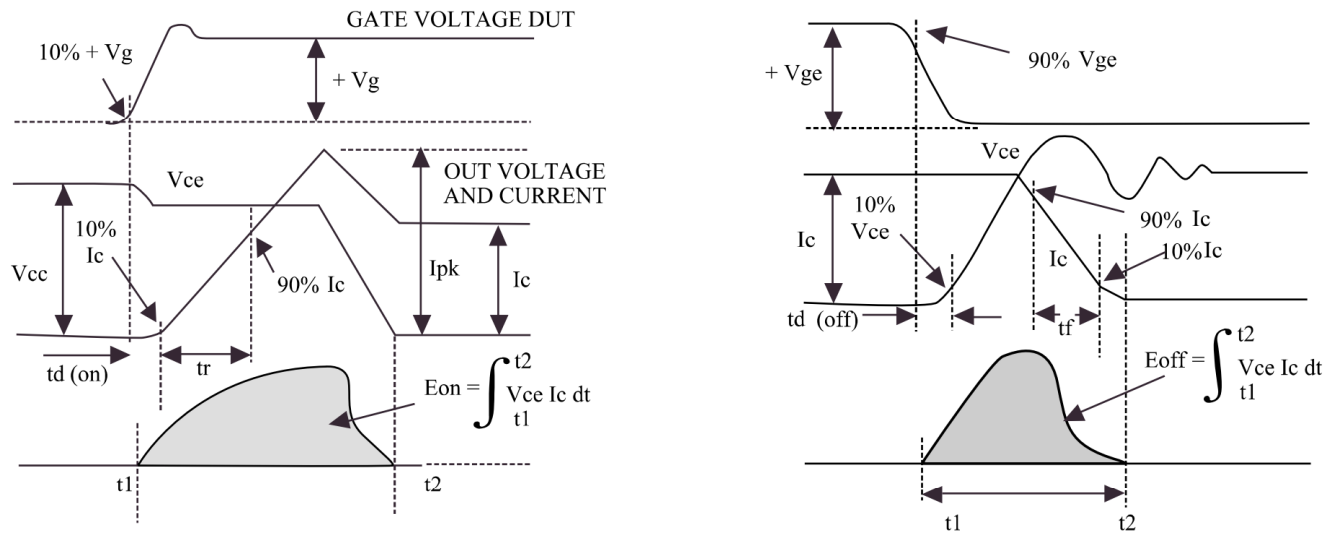 GATE VOLTAGE DUT
10% + Vg
+ Vg
OUT VOLTAGE
AND CURRENT
Vce
10%
Ic
Vcc
90% Ic
Ipk
Ic
td (on)
tr
Eon = ∫ t2
Vce Ic dt
t1
t1
t2
90% Vge
+ Vge
Vce
10%
Vce
Ic
90% Ic
Ic
10%Ic
td (off)
tf
Eoff = ∫ t2
Vce Ic dt
t1
t1
t2